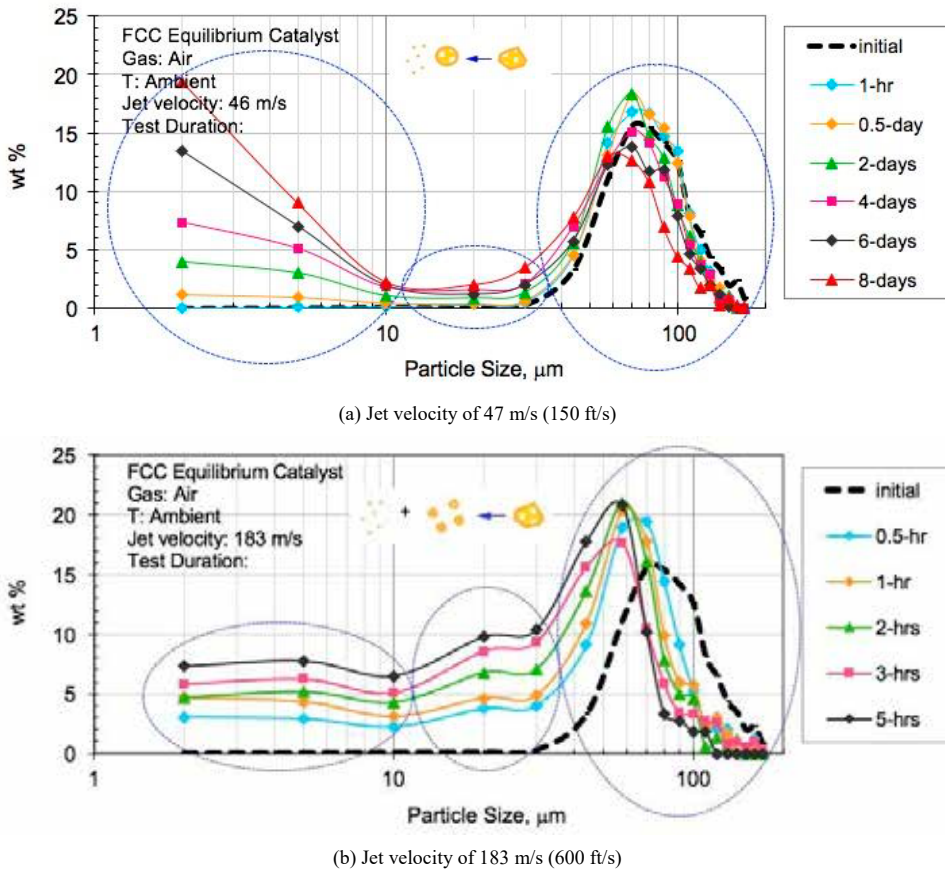 FCC Equilibrium Catalyst
Gas: Air
T: Ambient
Jet velocity: 46 m/s
Test Duration:
25
20
15
10
5
0
wt %
1
10
100
Particle Size, μm
initial
1-hr
0.5-day
2-days
4-days
6-days
8-days
(a) Jet velocity of 47 m/s (150 ft/s)
FCC Equilibrium Catalyst
Gas: Air
T: Ambient
Jet velocity: 183 m/s
Test Duration:
+
25
20
15
10
5
0
wt %
1
10
100
Particle Size, μm
initial
0.5-hr
1-hr
2-hrs
3-hrs
5-hrs
(b) Jet velocity of 183 m/s (600 ft/s)